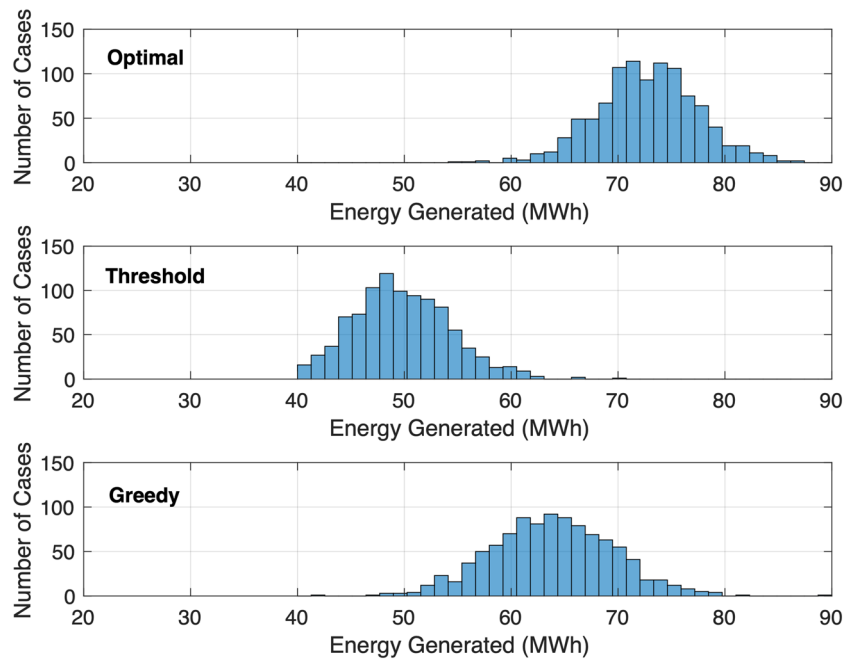 150
Optimal
100
50
0
20 30 40 50 60 70 80 90
Number of Cases
Energy Generated (MWh)
150
Threshold
100
50
0
20 30 40 50 60 70 80 90
Number of Cases
Energy Generated (MWh)
150
Greedy
100
50
0
20 30 40 50 60 70 80 90
Number of Cases
Energy Generated (MWh)